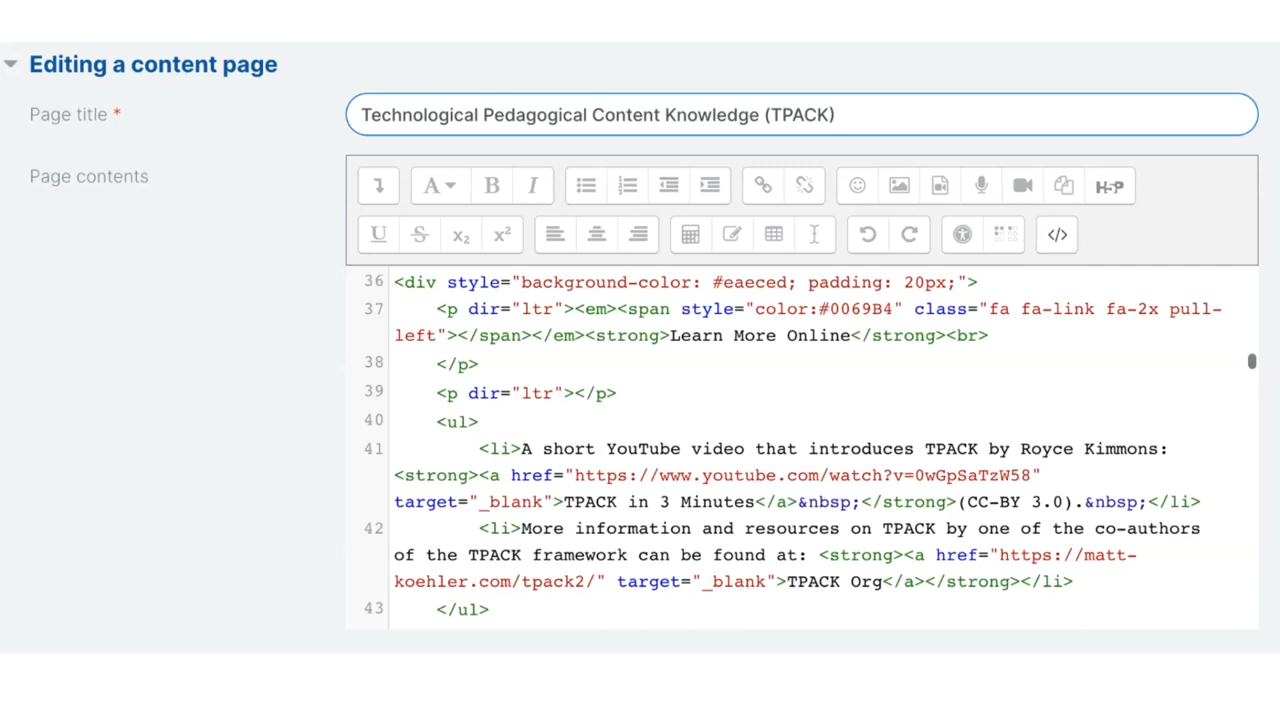 Editing a content page
Page title *
Technological Pedagogical Content Knowledge (TPACK)
Page contents
A B I H-P
U S x₂ x²
</>
36 <div style="background-color: #eaeced; padding: 20px;">
37 <p dir="ltr"><em><span style="color:#0069B4" class="fa fa-link fa-2x pull-
left"></span></em><strong>Learn More Online</strong><br>
38 </p>
39 <p dir="ltr"></p>
40 <ul>
41 <li>A short YouTube video that introduces TPACK by Royce Kimmons:
<strong><a href="https://www.youtube.com/watch?v=0wGpSaTzW58"
target="_blank">TPACK in 3 Minutes</a>&nbsp;</strong>(CC-BY 3.0).&nbsp;</li>
42 <li>More information and resources on TPACK by one of the co-authors
of the TPACK framework can be found at: <strong><a href="https://matt-
koehler.com/tpack2/" target="_blank">TPACK Org</a></strong></li>
43 </ul>